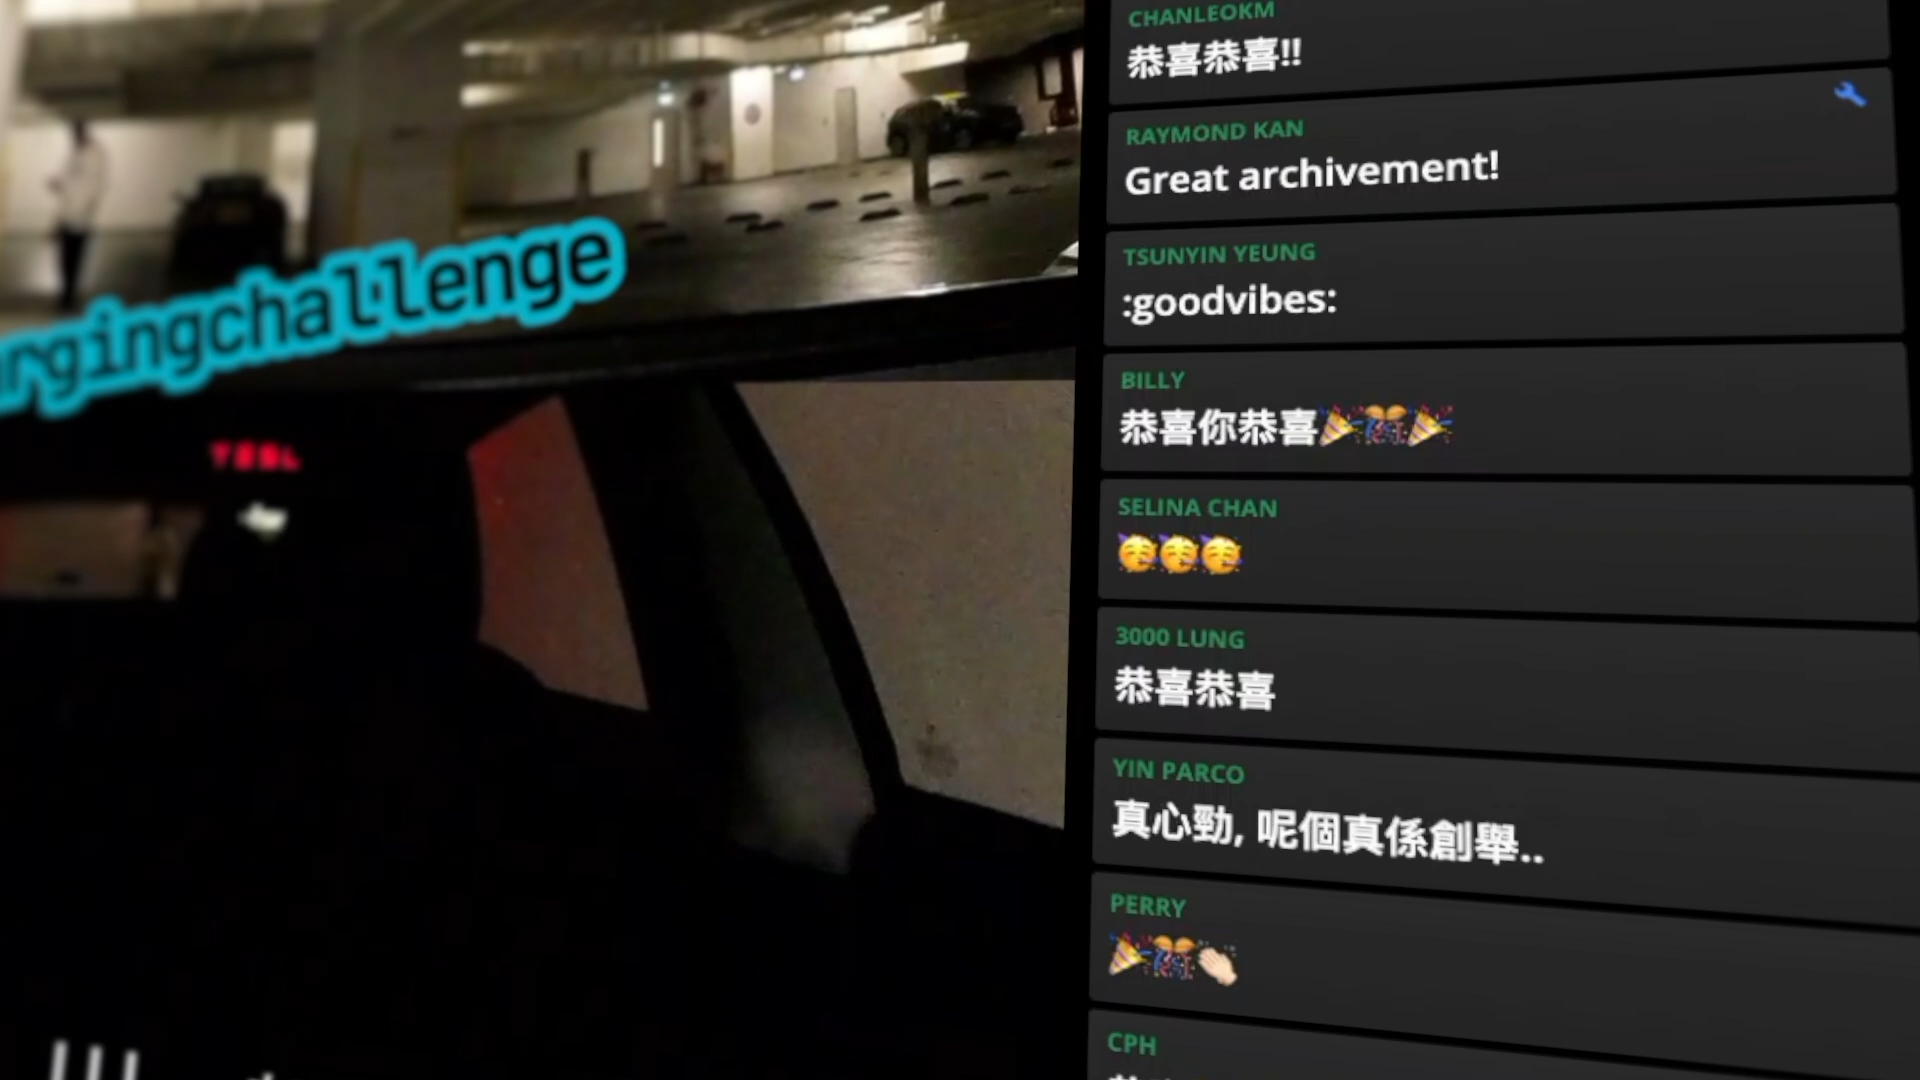 rgingchallenge
TESL
CHANLEOKM
恭喜恭喜!!
RAYMOND KAN
Great archivement!
TSUNYIN YEUNG
:goodvibes:
BILLY
恭喜你恭喜🎉🎊🎉
SELINA CHAN
🥳🥳🥳
3000 LUNG
恭喜恭喜
YIN PARCO
真心勁, 呢個真係創舉..
PERRY
🎉🎊👏🏻
CPH